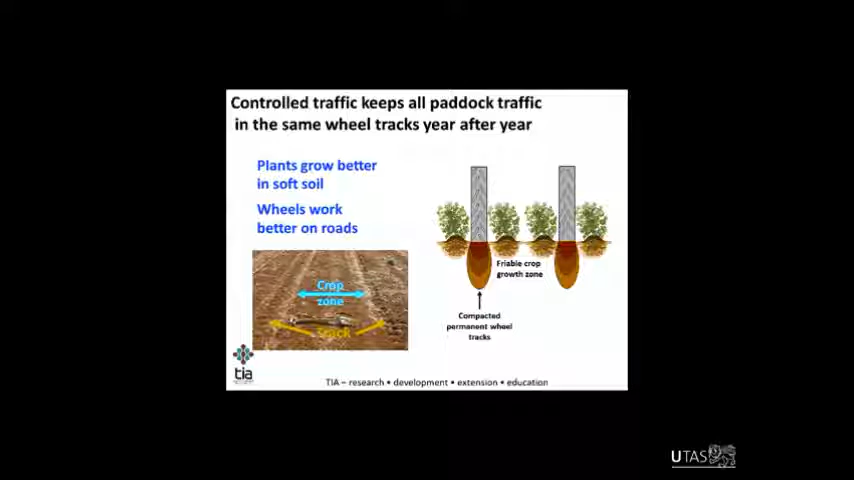 Controlled traffic keeps all paddock traffic
in the same wheel tracks year after year
Plants grow better
in soft soil
Wheels work
better on roads
Crop
zone
Track
Friable crop
growth zone
Compacted
permanent wheel
tracks
tia
TIA – research • development • extension • education
UTAS